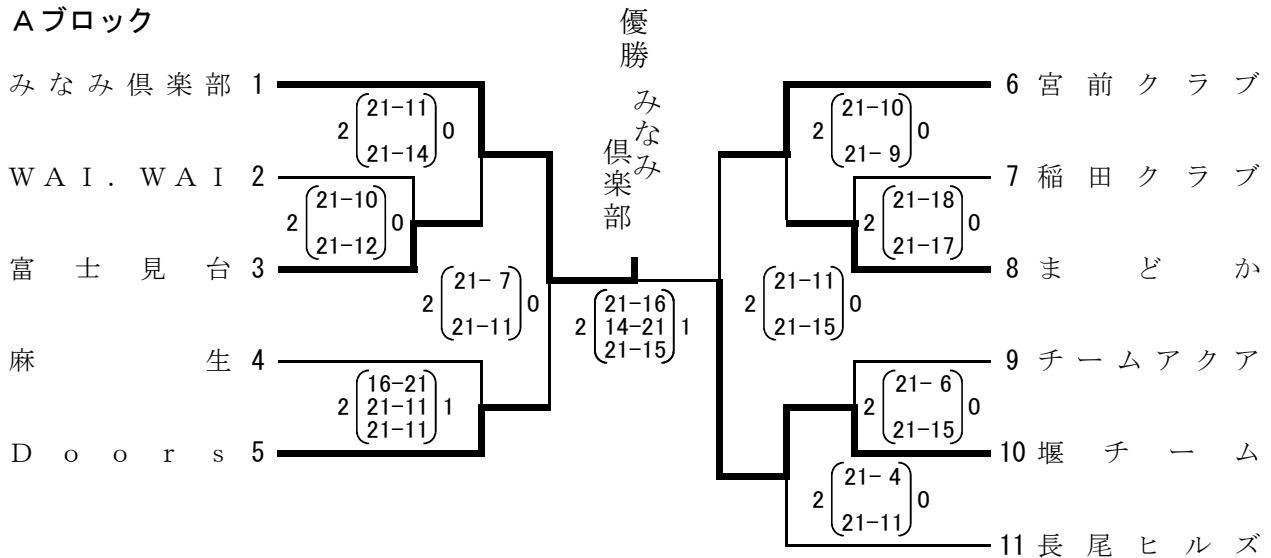 Aブロック
優勝 みなみ倶楽部
みなみ倶楽部 1
2 21-11 21-14 0
WAI.WAI 2
2 21-10 21-12 0
富士見台 3
2 21- 7 21-11 0
麻生 4
2 16-21 21-11 21-11 1
Doors 5
2 21-16 14-21 21-15 1
6 宮前クラブ
2 21-10 21- 9 0
7 稲田クラブ
2 21-18 21-17 0
8 まどか
2 21-11 21-15 0
9 チームアクア
2 21- 6 21-15 0
10 堰チーム
2 21- 4 21-11 0
11 長尾ヒルズ